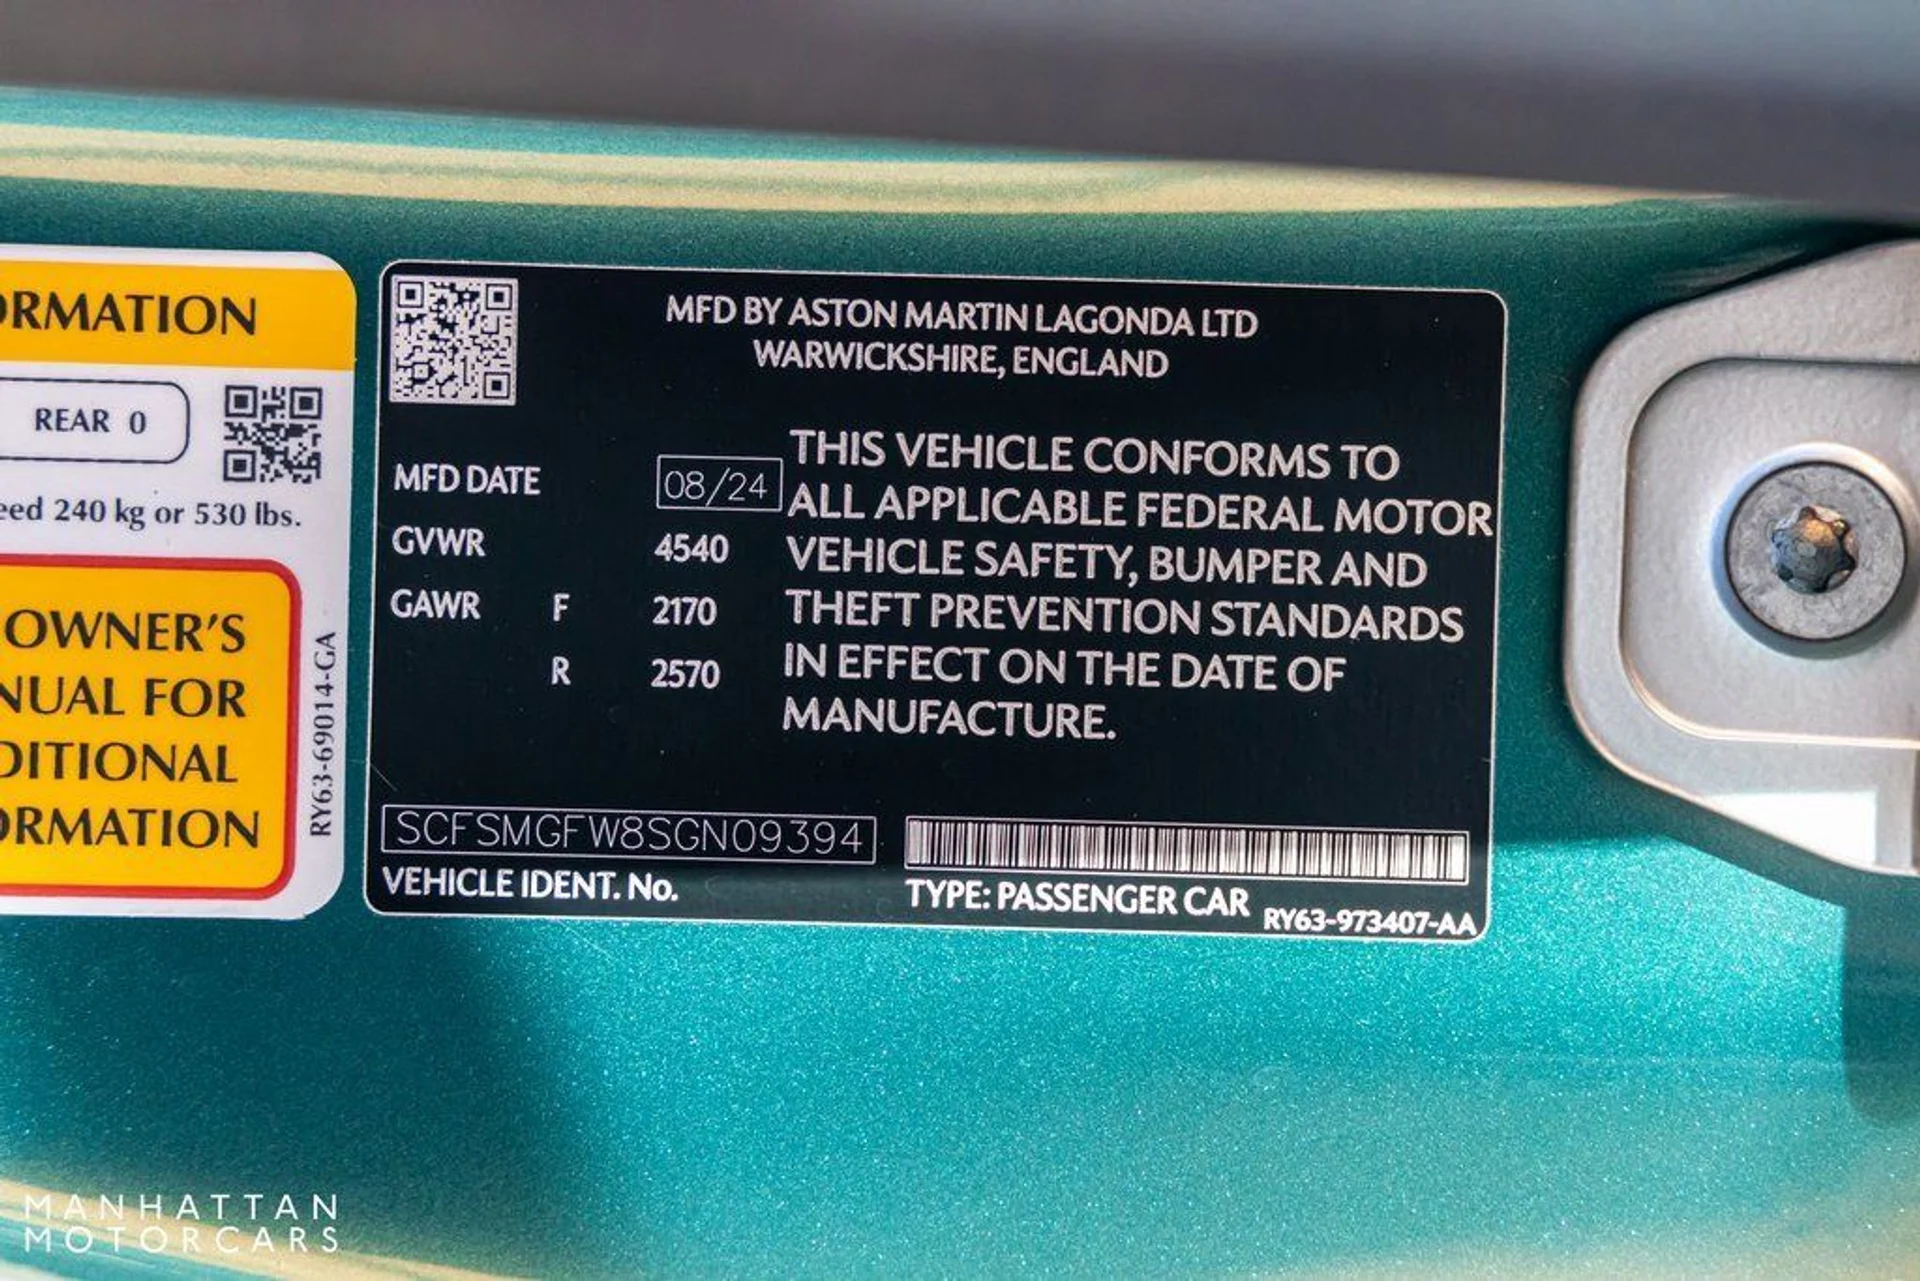 ORMATION
REAR 0
eed 240 kg or 530 lbs.
OWNER'S
NUAL FOR
DITIONAL
ORMATION
RY63-69014-GA
MFD BY ASTON MARTIN LAGONDA LTD
WARWICKSHIRE, ENGLAND
MFD DATE 08/24
GVWR 4540
GAWR F 2170
R 2570
THIS VEHICLE CONFORMS TO
ALL APPLICABLE FEDERAL MOTOR
VEHICLE SAFETY, BUMPER AND
THEFT PREVENTION STANDARDS
IN EFFECT ON THE DATE OF
MANUFACTURE.
SCFSMGFW8SGN09394
VEHICLE IDENT. No.
TYPE: PASSENGER CAR
RY63-973407-AA
MANHATTAN
MOTORCARS